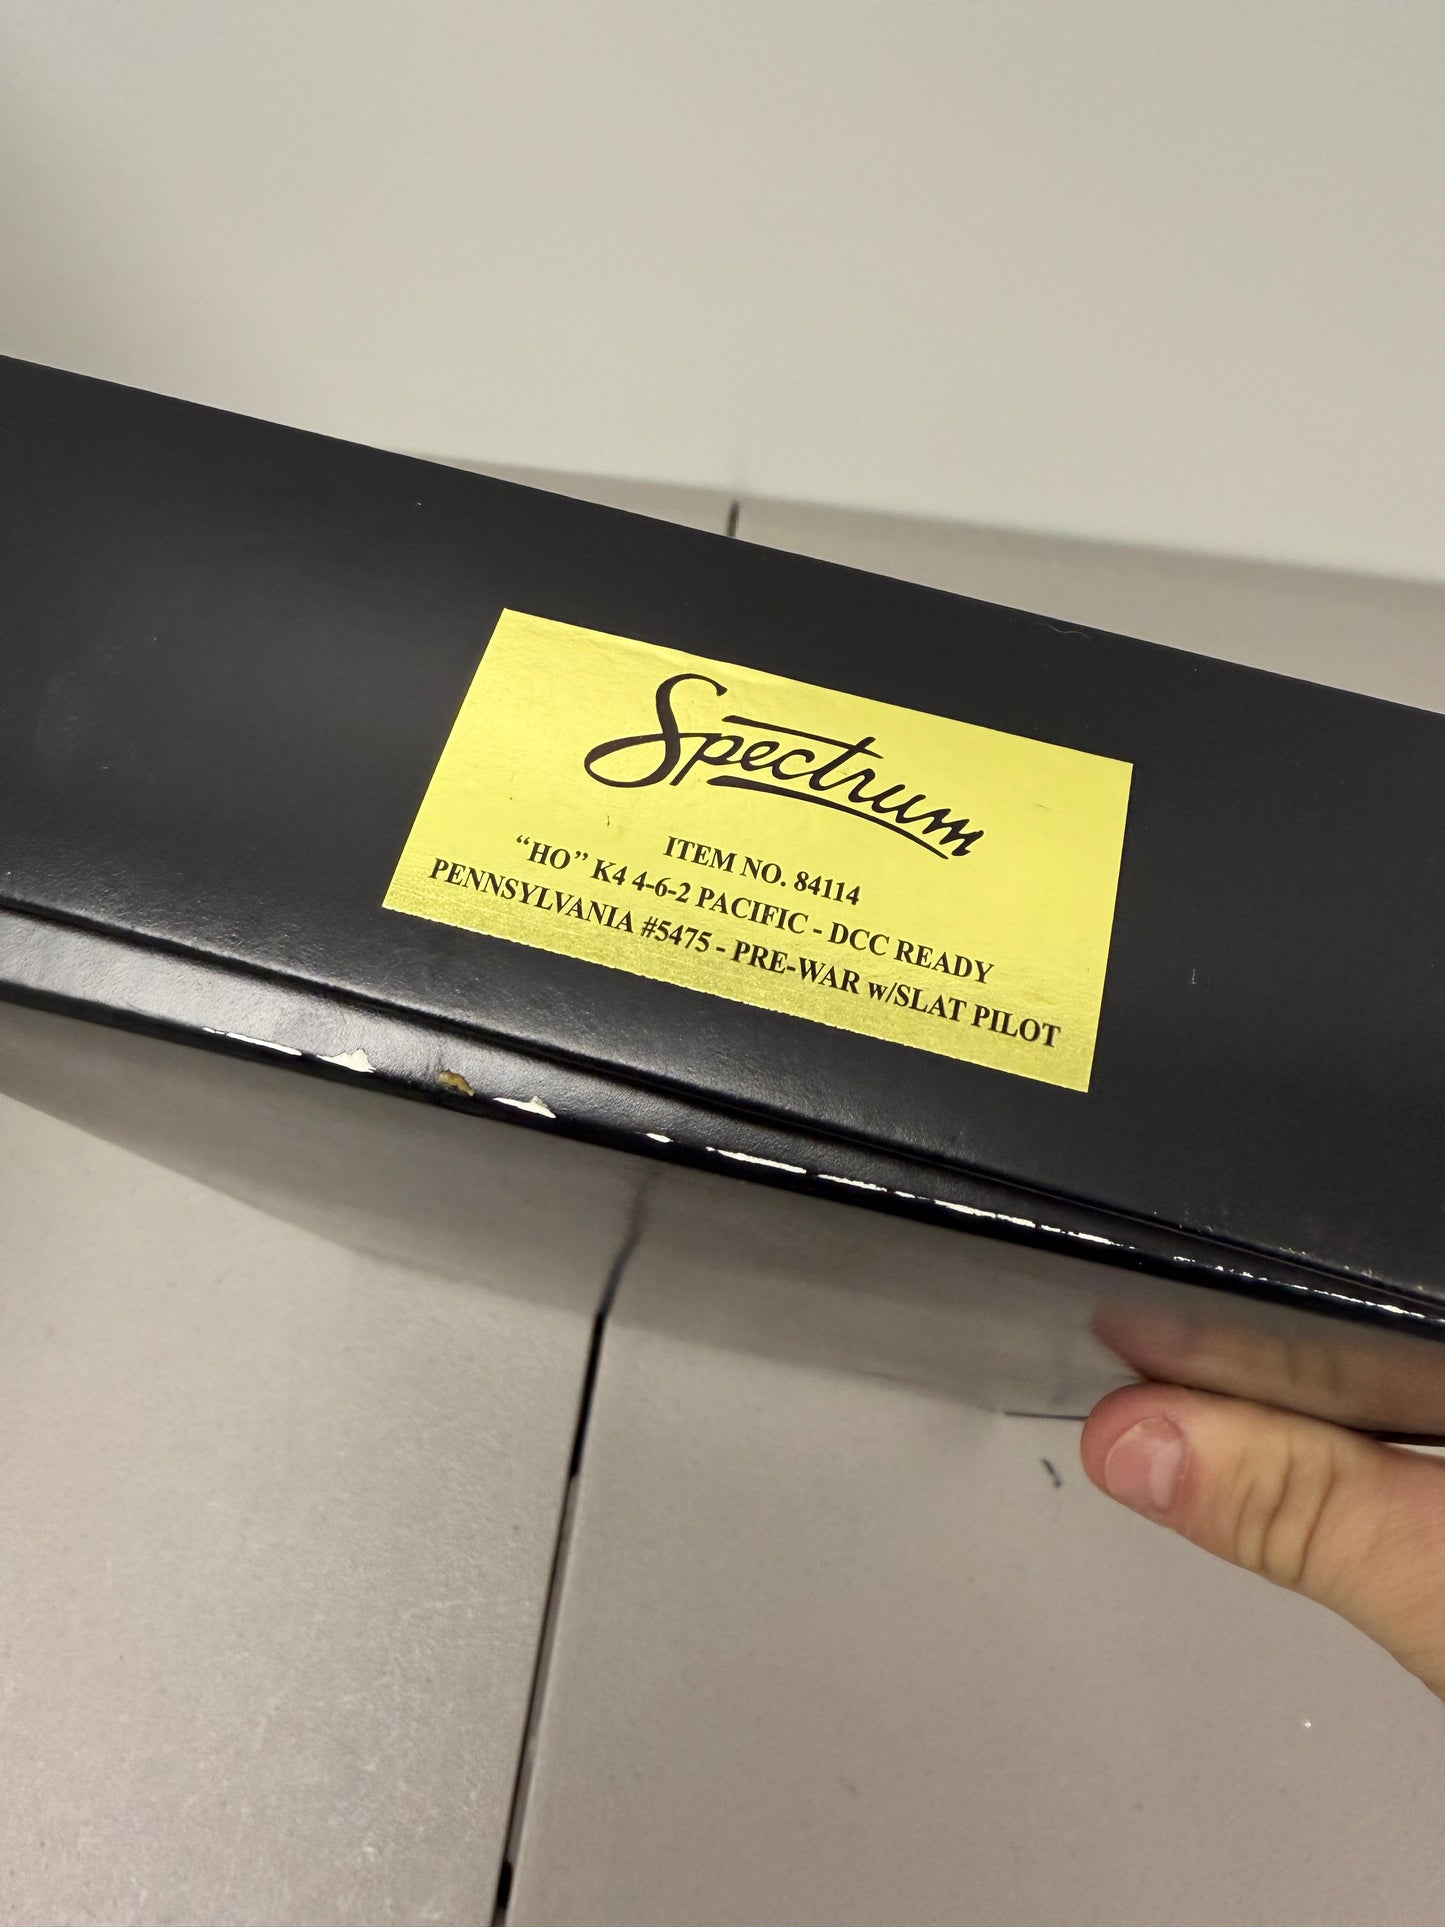 Spectrum
ITEM NO. 84114
“HO” K4 4-6-2 PACIFIC - DCC READY
PENNSYLVANIA #5475 - PRE-WAR w/SLAT PILOT